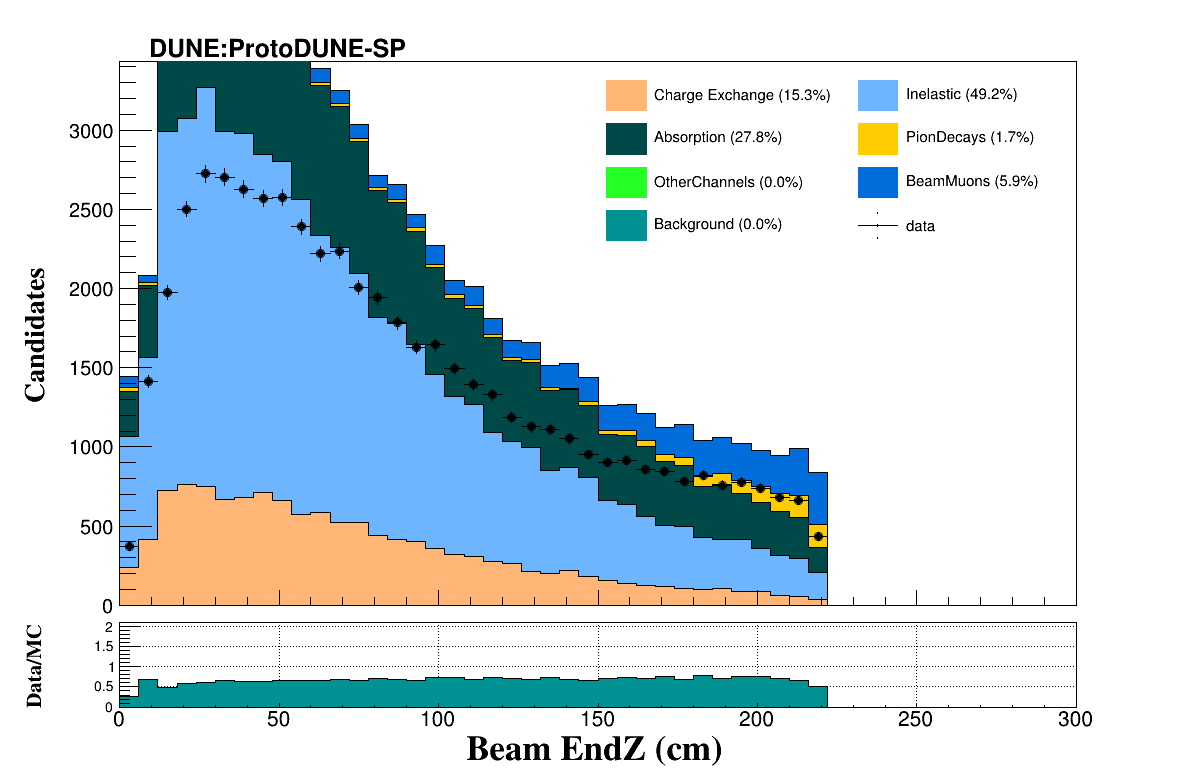 DUNE:ProtoDUNE-SP
Candidates
3000
2500
2000
1500
1000
500
0
Charge Exchange (15.3%)
Absorption (27.8%)
OtherChannels (0.0%)
Background (0.0%)
Inelastic (49.2%)
PionDecays (1.7%)
BeamMuons (5.9%)
data
Data/MC
2
1.5
1
0.5
0
0 50 100 150 200 250 300
Beam EndZ (cm)